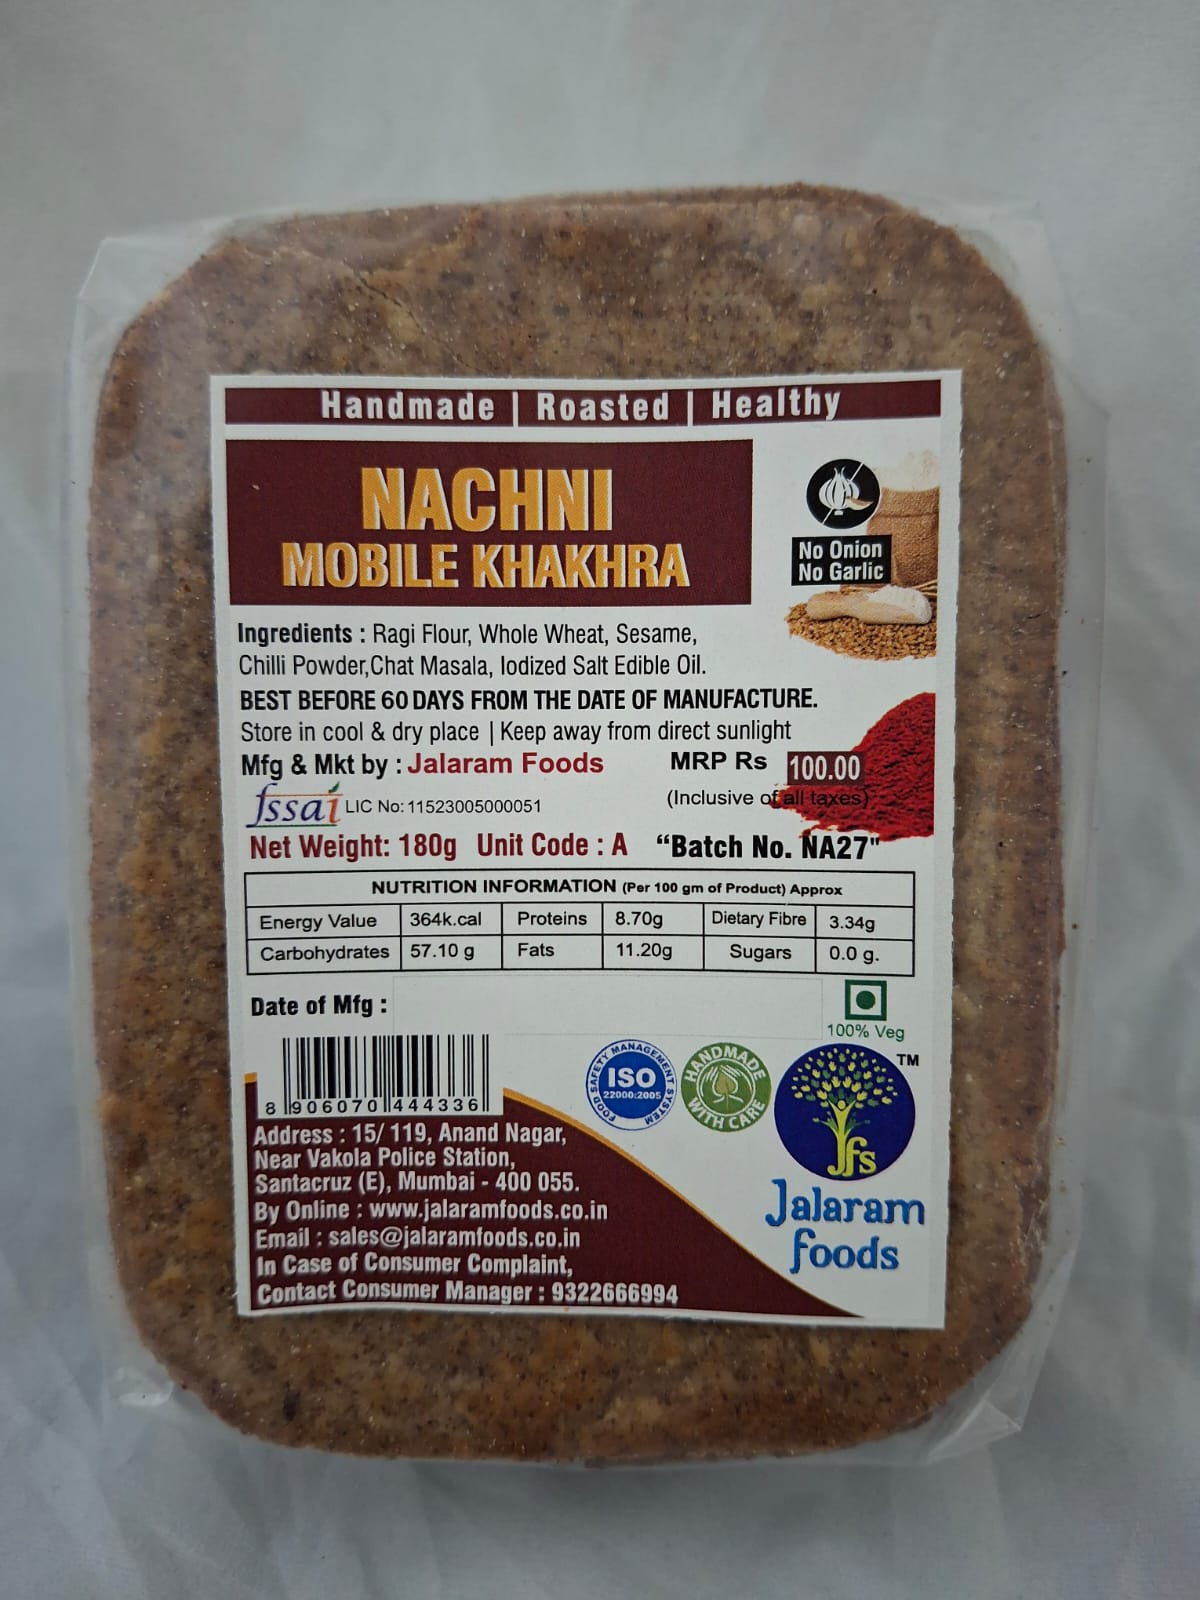 Handmade | Roasted | Healthy
NACHNI
MOBILE KHAKHRA
No Onion
No Garlic
Ingredients : Ragi Flour, Whole Wheat, Sesame,
Chilli Powder,Chat Masala, Iodized Salt Edible Oil.
BEST BEFORE 60 DAYS FROM THE DATE OF MANUFACTURE.
Store in cool & dry place | Keep away from direct sunlight
Mfg & Mkt by : Jalaram Foods MRP Rs 100.00
fssai LIC No: 11523005000051 (Inclusive of all taxes)
Net Weight: 180g Unit Code : A “Batch No. NA27"
NUTRITION INFORMATION (Per 100 gm of Product) Approx
Energy Value 364k.cal Proteins 8.70g Dietary Fibre 3.34g
Carbohydrates 57.10 g Fats 11.20g Sugars 0.0 g.
Date of Mfg :
100% Veg
8 906070 444336
FOOD SAFETY MANAGEMENT SYSTEM
ISO
22000:2005
HANDMADE
WITH CARE
TM
Jfs
Jalaram
foods
Address : 15/ 119, Anand Nagar,
Near Vakola Police Station,
Santacruz (E), Mumbai - 400 055.
By Online : www.jalaramfoods.co.in
Email : sales@jalaramfoods.co.in
In Case of Consumer Complaint,
Contact Consumer Manager : 9322666994